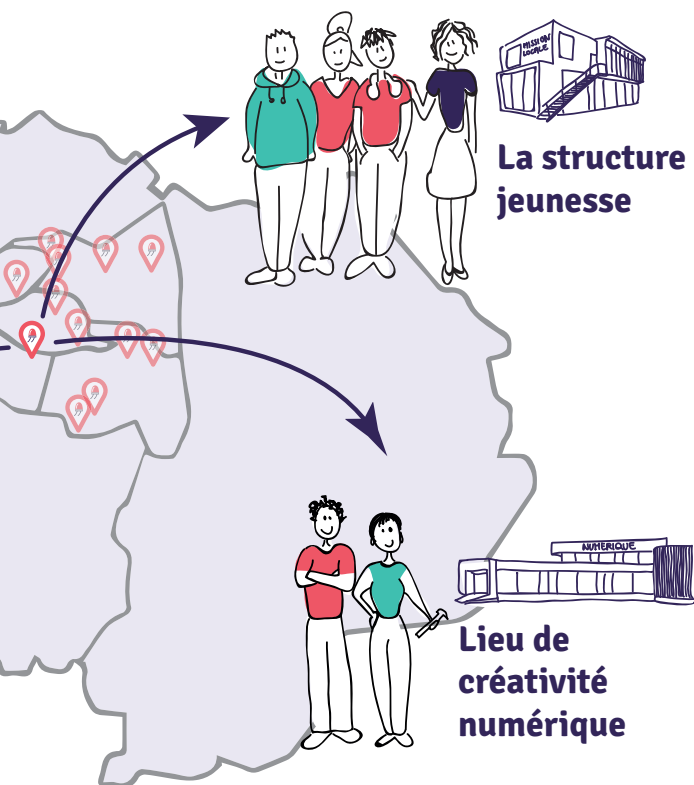 MISSION
LOCALE
La structure
jeunesse
NUMERIQUE
Lieu de
créativité
numérique